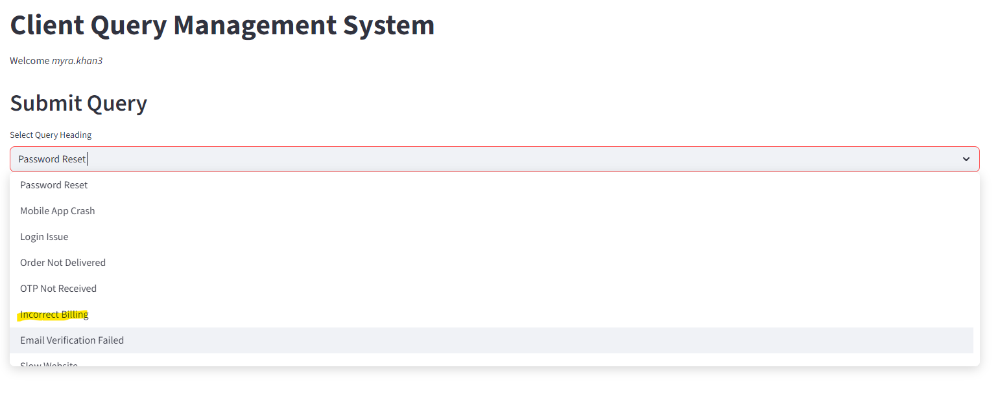 Client Query Management System
Welcome myra.khan3
Submit Query
Select Query Heading
Password Reset
Password Reset
Mobile App Crash
Login Issue
Order Not Delivered
OTP Not Received
Incorrect Billing
Email Verification Failed
Slow Website